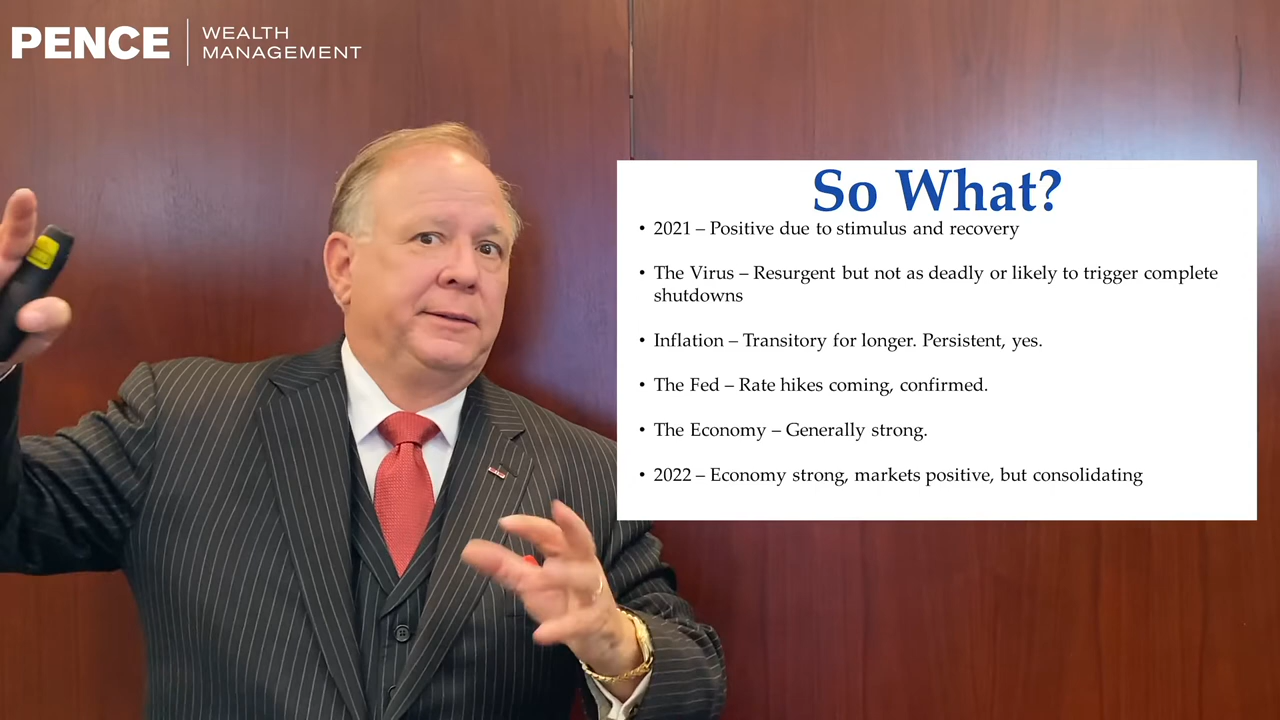 PENCE
WEALTH
MANAGEMENT
So What?
• 2021 – Positive due to stimulus and recovery
• The Virus – Resurgent but not as deadly or likely to trigger complete
shutdowns
• Inflation – Transitory for longer. Persistent, yes.
• The Fed – Rate hikes coming, confirmed.
• The Economy – Generally strong.
• 2022 – Economy strong, markets positive, but consolidating